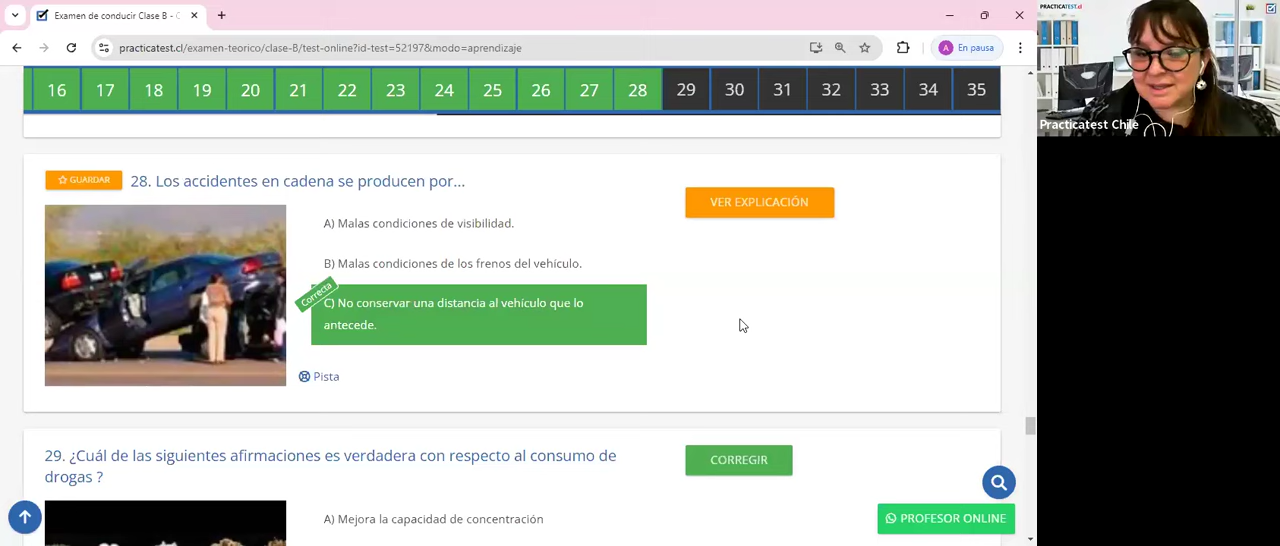 Examen de conducir Clase B - C
practicatest.cl/examen-teorico/clase-B/test-online?id-test=52197&modo=aprendizaje
A
En pausa
PRACTICATEST.cl
Practicatest Chile
16 17 18 19 20 21 22 23 24 25 26 27 28 29 30 31 32 33 34 35
GUARDAR
28. Los accidentes en cadena se producen por...
VER EXPLICACIÓN
A) Malas condiciones de visibilidad.
B) Malas condiciones de los frenos del vehículo.
Correcta
C) No conservar una distancia al vehículo que lo
antecede.
Pista
29. ¿Cuál de las siguientes afirmaciones es verdadera con respecto al consumo de
drogas ?
CORREGIR
A) Mejora la capacidad de concentración
PROFESOR ONLINE